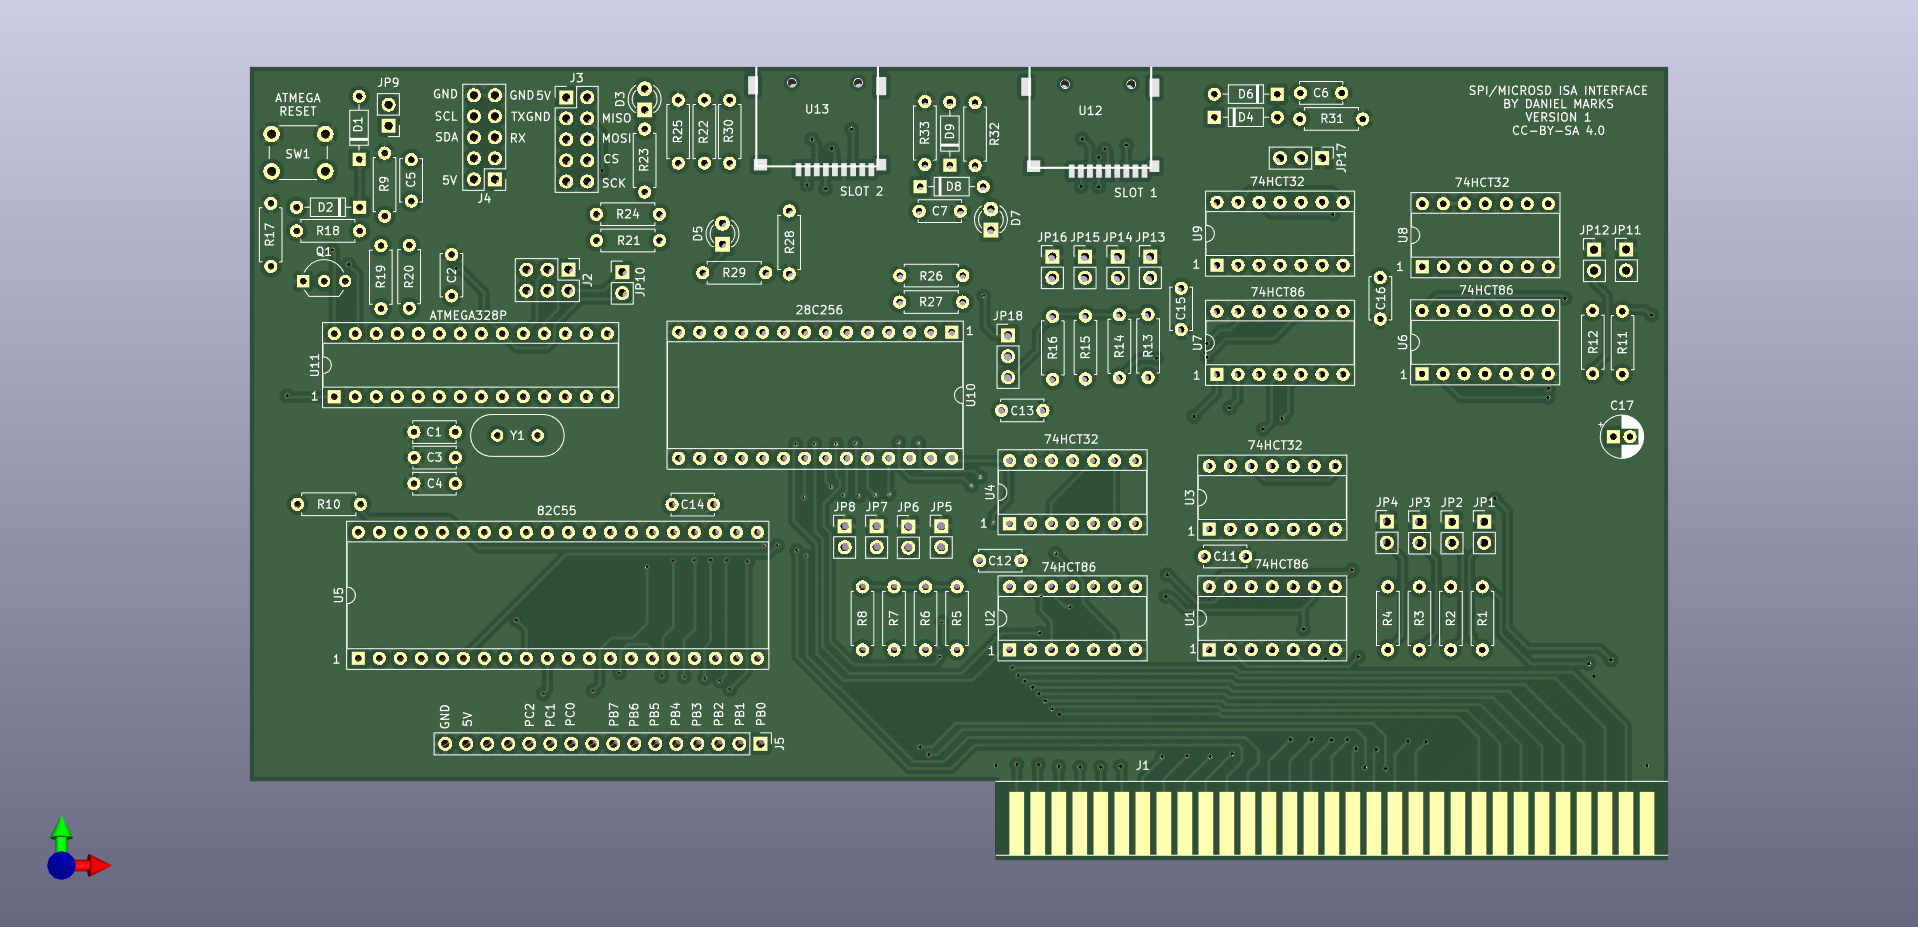 SPI/MICROSD ISA INTERFACE
BY DANIEL MARKS
VERSION 1
CC-BY-SA 4.0
ATMEGA
RESET
SW1
D1
JP9
GND
SCL
SDA
5V
GND
TX
RX
J4
J3
5V
GND
MISO
MOSI
CS
SCK
D3
R23
R25
R22
R30
U13
SLOT 2
R33
D9
R32
U12
SLOT 1
D6
C6
D4
R31
JP17
R9
C5
D2
R17
R18
Q1
R19
R20
C2
R24
R21
D5
R28
R29
D8
C7
D7
J2
JP10
R26
R27
JP16
JP15
JP14
JP13
74HCT32
U9
1
74HCT32
U8
1
JP12
JP11
ATMEGA328P
U11
1
28C256
1
U10
JP18
R16
R15
R14
R13
C15
74HCT86
U7
1
C16
74HCT86
U6
1
R12
R11
C1
Y1
C3
C4
C13
C17
+
R10
C14
74HCT32
U4
1
74HCT32
U3
1
82C55
U5
1
JP8
JP7
JP6
JP5
JP4
JP3
JP2
JP1
C12
C11
74HCT86
U2
1
74HCT86
U1
1
R8
R7
R6
R5
R4
R3
R2
R1
GND
5V
PC2
PC1
PC0
PB7
PB6
PB5
PB4
PB3
PB2
PB1
PB0
J5
J1